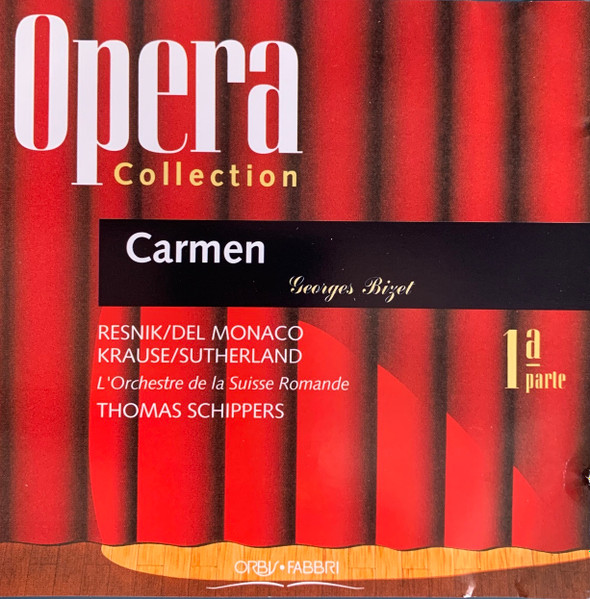 Opera
Collection
Carmen
Georges Bizet
RESNIK/DEL MONACO
KRAUSE/SUTHERLAND
L'Orchestre de la Suisse Romande
THOMAS SCHIPPERS
1ª
parte
ORBIS•FABBRI